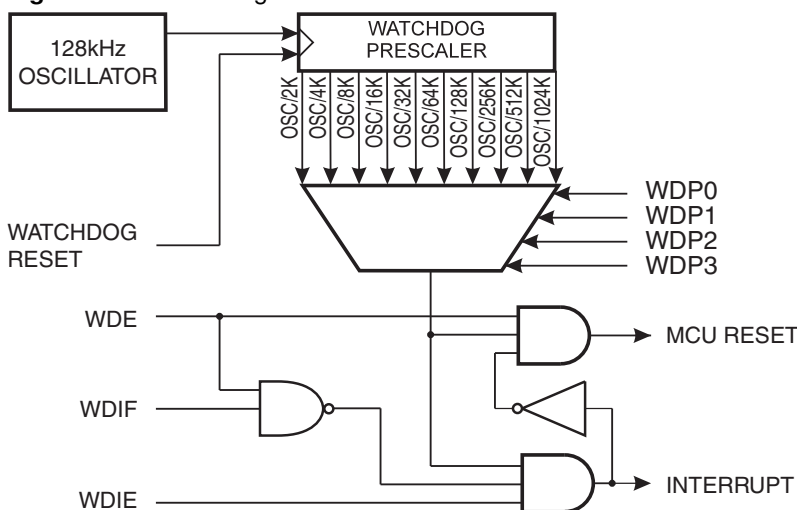 128kHz
OSCILLATOR
WATCHDOG
PRESCALER
OSC/2K
OSC/4K
OSC/8K
OSC/16K
OSC/32K
OSC/64K
OSC/128K
OSC/256K
OSC/512K
OSC/1024K
WDP0
WDP1
WDP2
WDP3
WATCHDOG
RESET
WDE
MCU RESET
WDIF
INTERRUPT
WDIE